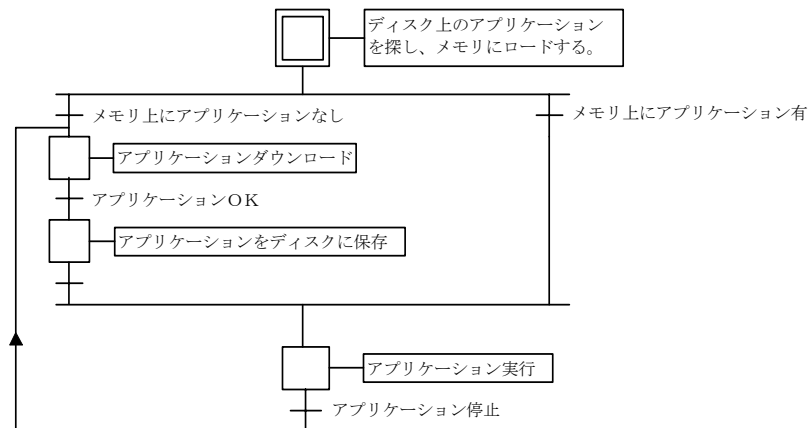 ディスク上のアプリケーション
を探し、メモリにロードする。
メモリ上にアプリケーションなし
メモリ上にアプリケーション有
アプリケーションダウンロード
アプリケーションＯＫ
アプリケーションをディスクに保存
アプリケーション実行
アプリケーション停止